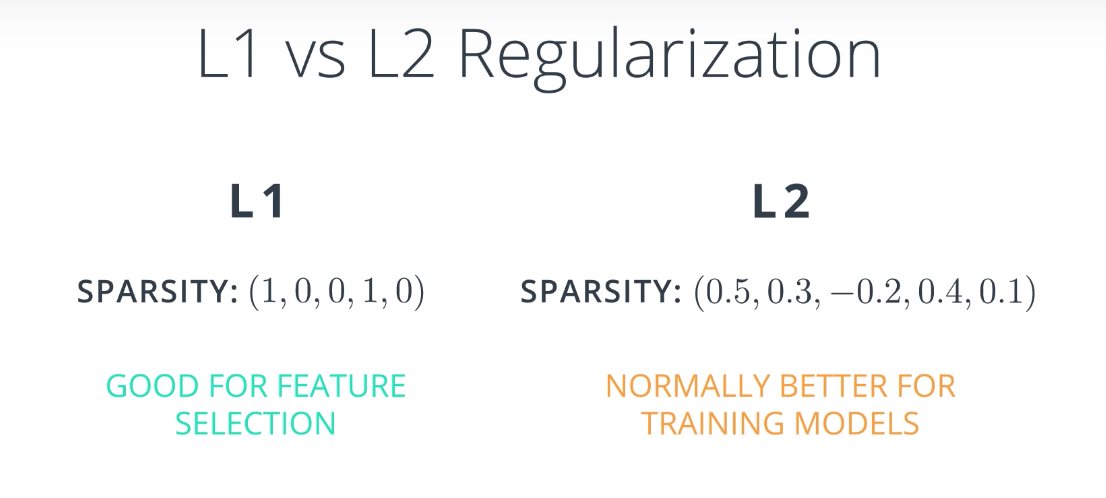 L1 vs L2 Regularization
L1
L2
SPARSITY: (1, 0, 0, 1, 0)
SPARSITY: (0.5, 0.3, −0.2, 0.4, 0.1)
GOOD FOR FEATURE
SELECTION
NORMALLY BETTER FOR
TRAINING MODELS